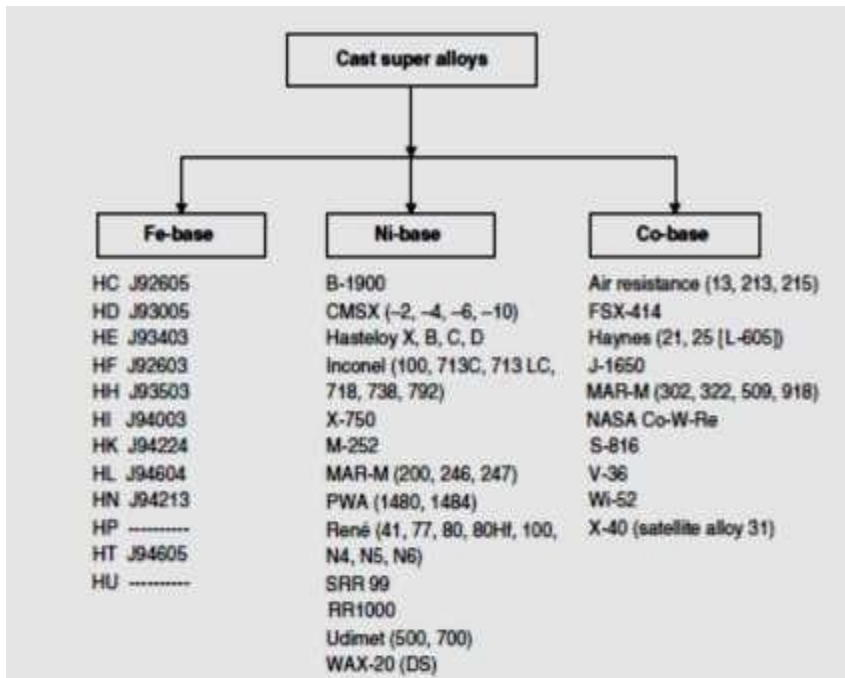 Cast super alloys
Fe-base
HC J92605
HD J93005
HE J93403
HF J92603
HH J93503
HI J94003
HK J94224
HL J94604
HN J94213
HP ----------
HT J94605
HU ----------
Ni-base
B-1900
CMSX (–2, –4, –6, –10)
Hasteloy X, B, C, D
Inconel (100, 713C, 713 LC,
718, 738, 792)
X-750
M-252
MAR-M (200, 246, 247)
PWA (1480, 1484)
René (41, 77, 80, 80Hf, 100,
N4, N5, N6)
SRR 99
RR1000
Udimet (500, 700)
WAX-20 (DS)
Co-base
Air resistance (13, 213, 215)
FSX-414
Haynes (21, 25 [L-605])
J-1650
MAR-M (302, 322, 509, 918)
NASA Co-W-Re
S-816
V-36
Wi-52
X-40 (satellite alloy 31)